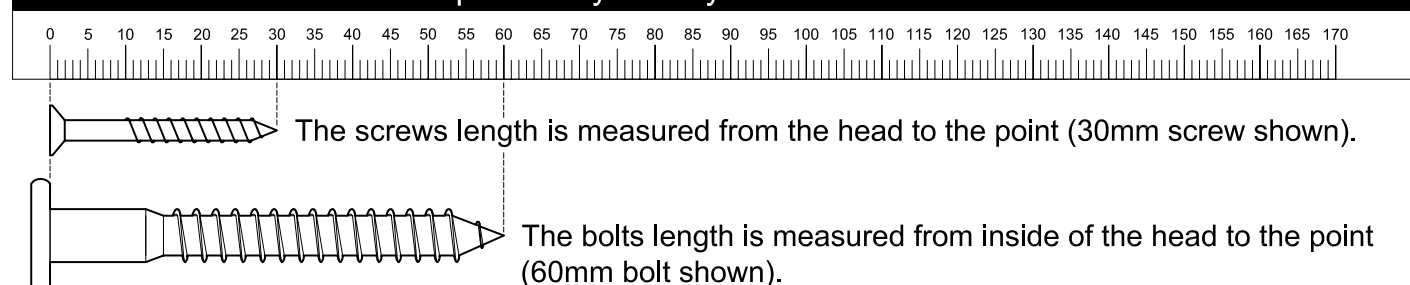 0 5 10 15 20 25 30 35 40 45 50 55 60 65 70 75 80 85 90 95 100 105 110 115 120 125 130 135 140 145 150 155 160 165 170
The screws length is measured from the head to the point (30mm screw shown).
The bolts length is measured from inside of the head to the point
(60mm bolt shown).